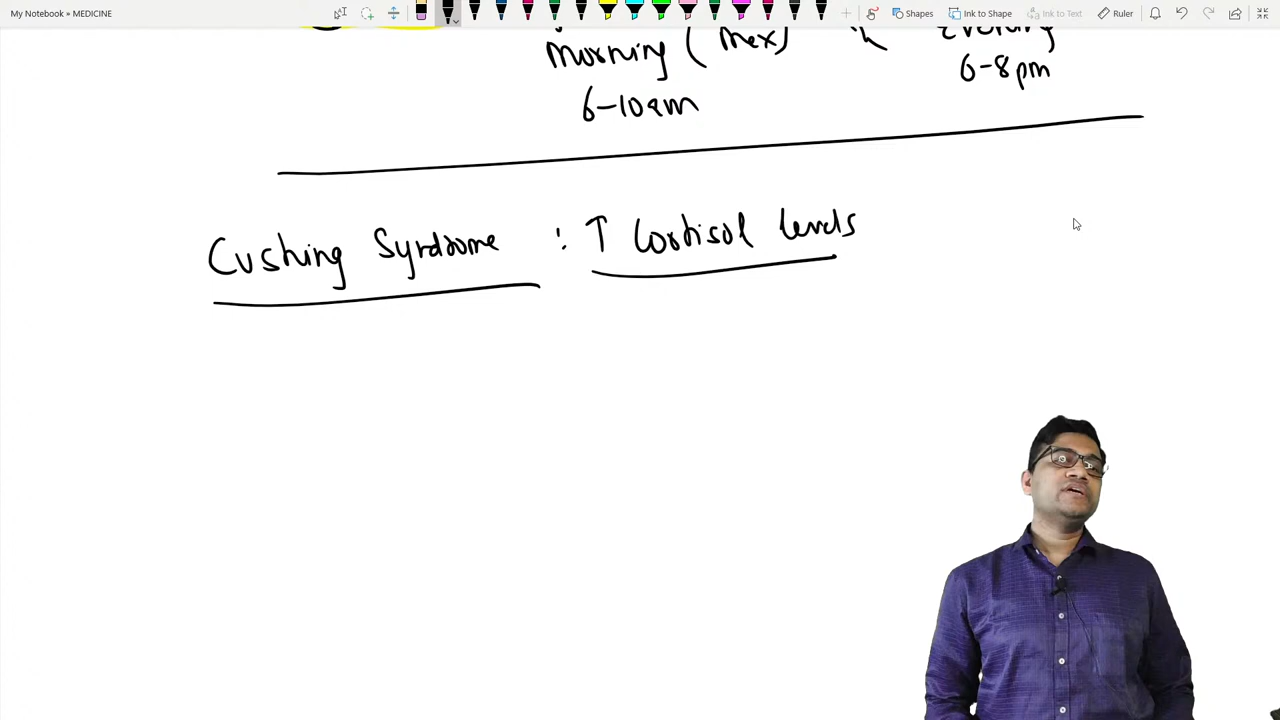 My Notebook » MEDICINE
Shapes Ink to Shape Ink to Text Ruler
morning (max) Evening
6-8pm
6-10am
Cushing Syndrome : ↑ Cortisol levels